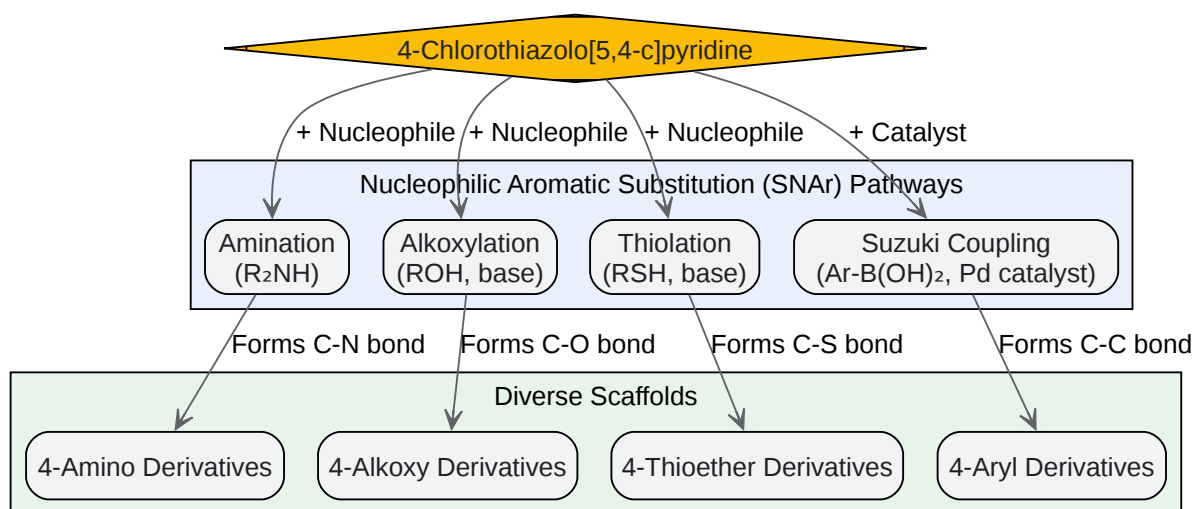 4-Chlorothiazolo[5,4-c]pyridine
+ Nucleophile
+ Nucleophile
+ Nucleophile
+ Catalyst
Nucleophilic Aromatic Substitution (SNAr) Pathways
Amination
(R₂NH)
Alkoxylation
(ROH, base)
Thiolation
(RSH, base)
Suzuki Coupling
(Ar-B(OH)₂, Pd catalyst)
Forms C-N bond
Forms C-O bond
Forms C-S bond
Forms C-C bond
Diverse Scaffolds
4-Amino Derivatives
4-Alkoxy Derivatives
4-Thioether Derivatives
4-Aryl Derivatives